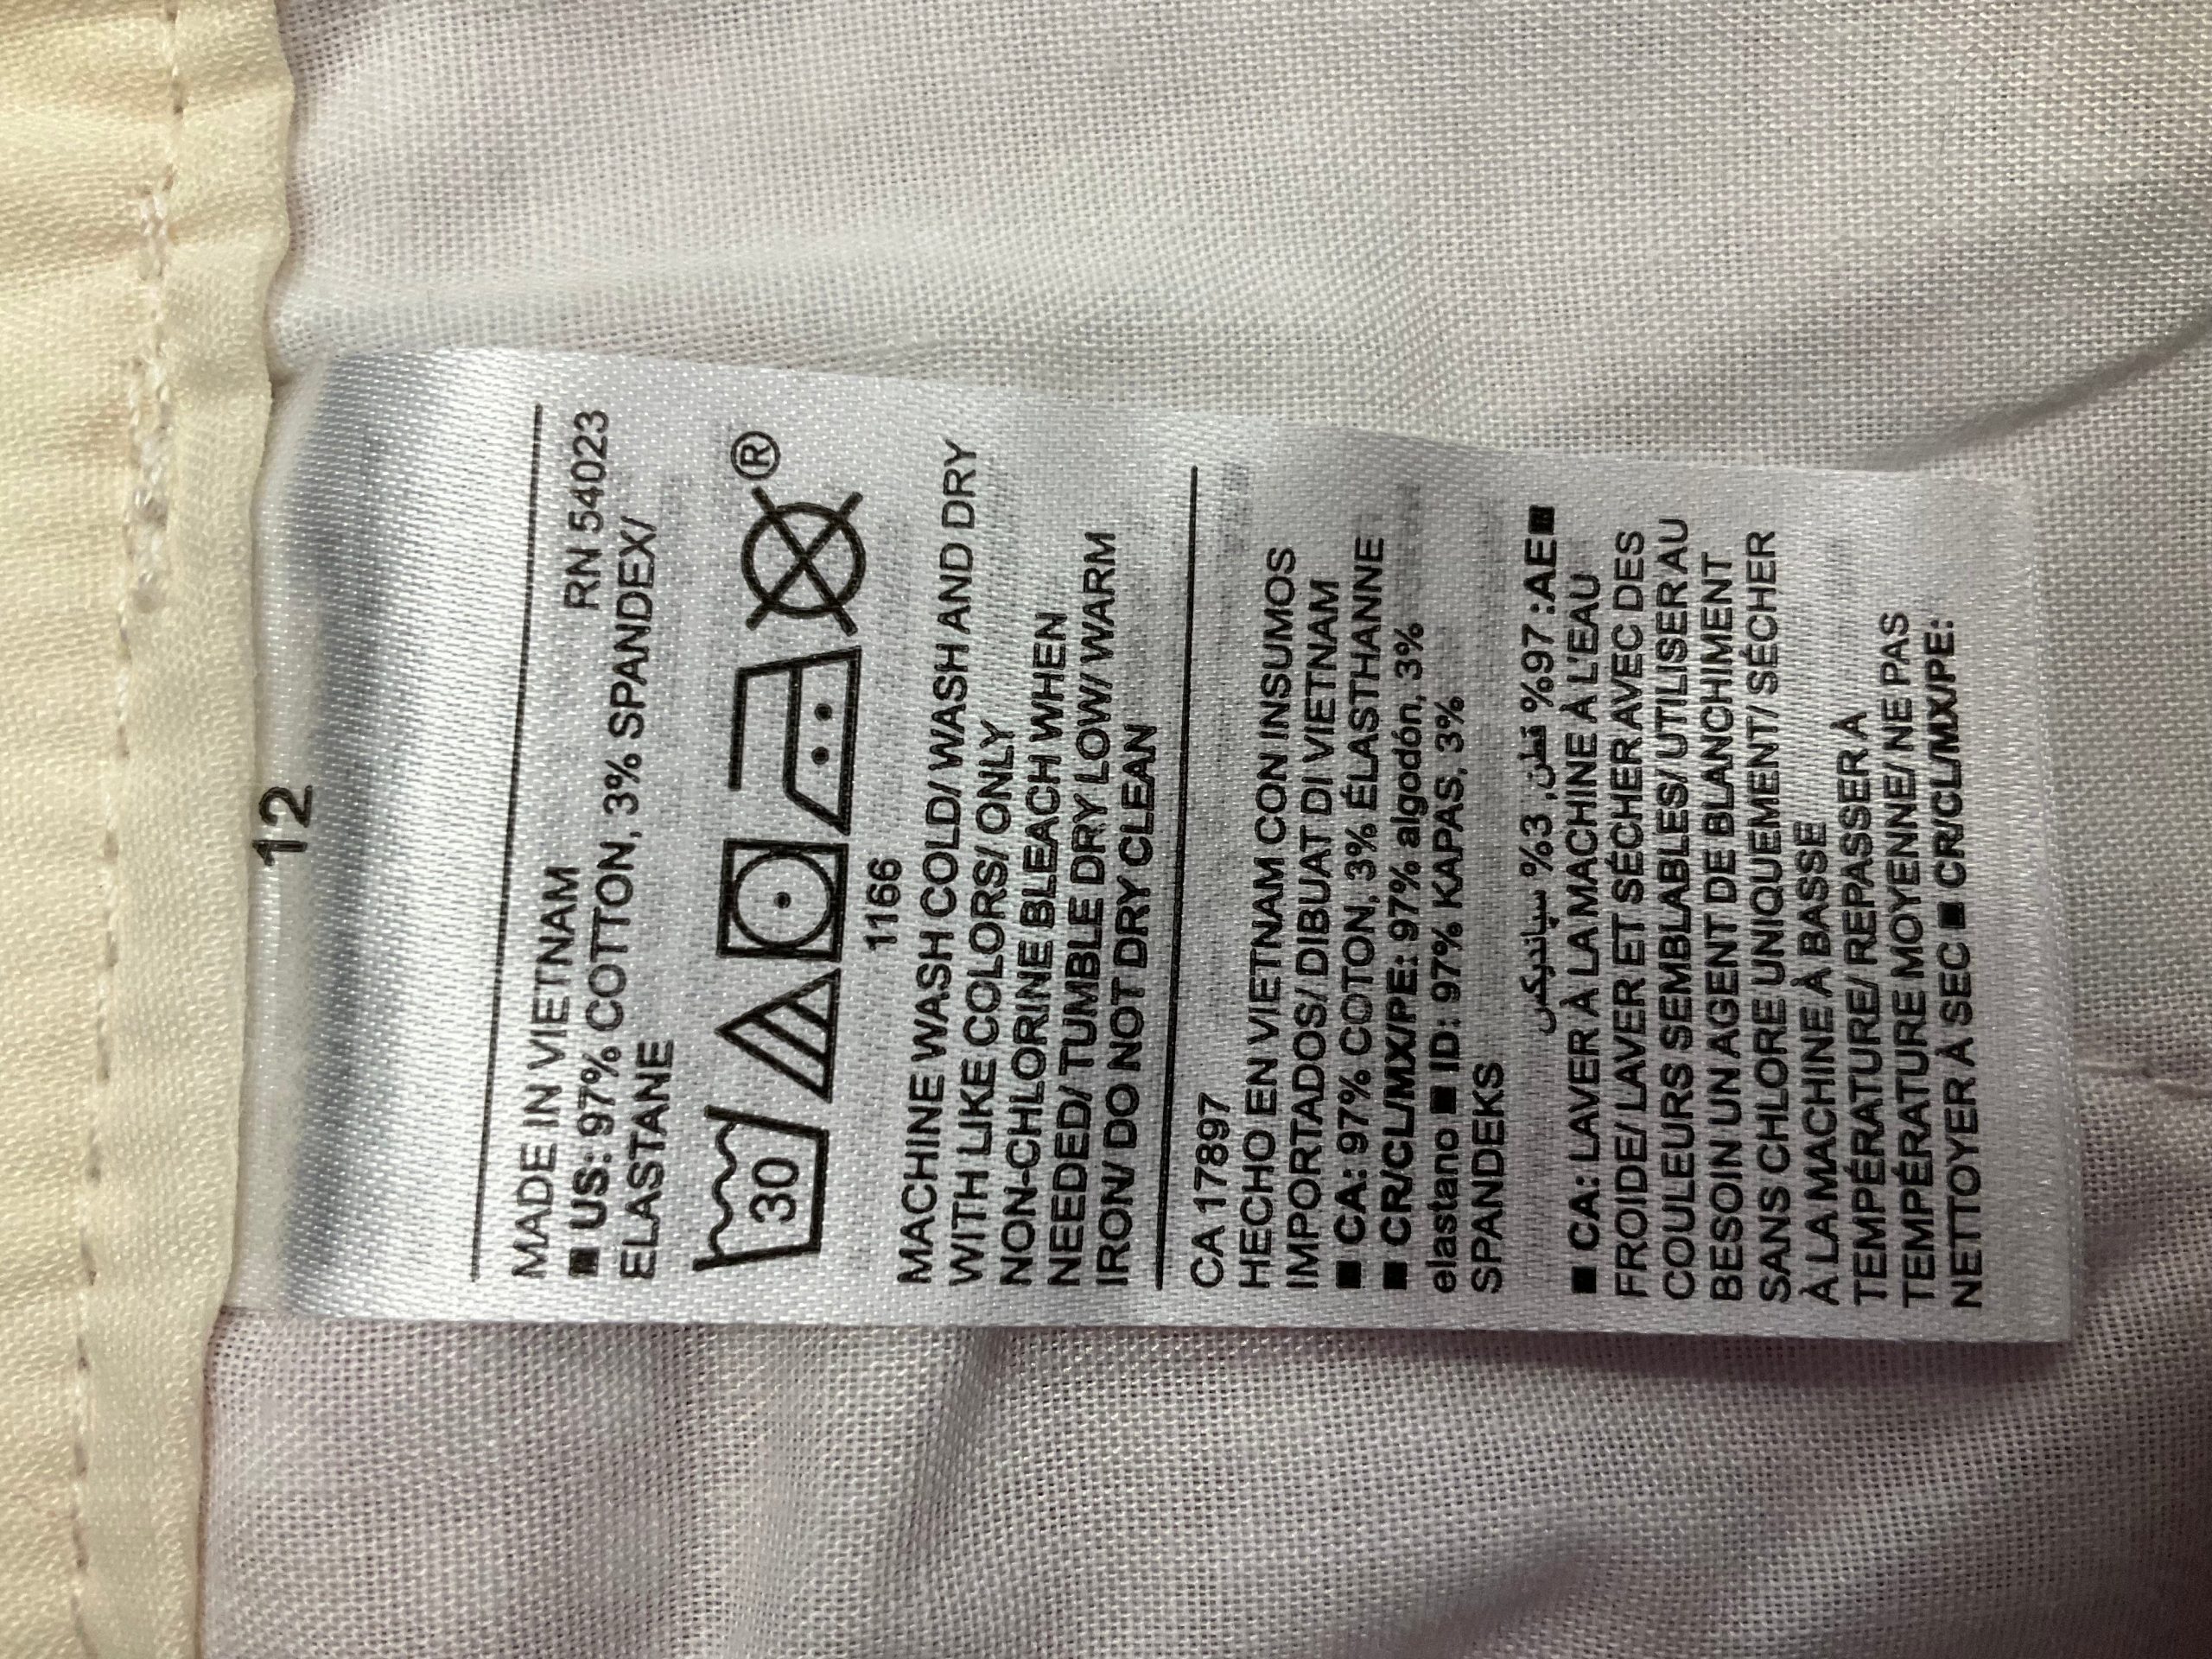 12
MADE IN VIETNAM
RN 54023
■ US: 97% COTTON, 3% SPANDEX/
ELASTANE
30
®
1166
MACHINE WASH COLD/ WASH AND DRY
WITH LIKE COLORS/ ONLY
NON-CHLORINE BLEACH WHEN
NEEDED/ TUMBLE DRY LOW/ WARM
IRON/ DO NOT DRY CLEAN
CA 17897
HECHO EN VIETNAM CON INSUMOS
IMPORTADOS/ DIBUAT DI VIETNAM
■ CA: 97% COTON, 3% ÉLASTHANNE
■ CR/CL/MX/PE: 97% algodón, 3%
elastano ■ ID: 97% KAPAS, 3%
SPANDEKS
■AE: 97% قطن, 3% سپاندیکس
■ CA: LAVER À LA MACHINE À L'EAU
FROIDE/ LAVER ET SÉCHER AVEC DES
COULEURS SEMBLABLES/ UTILISER AU
BESOIN UN AGENT DE BLANCHIMENT
SANS CHLORE UNIQUEMENT/ SÉCHER
À LA MACHINE À BASSE
TEMPÉRATURE/ REPASSER À
TEMPÉRATURE MOYENNE/ NE PAS
NETTOYER À SEC ■ CR/CL/MX/PE: